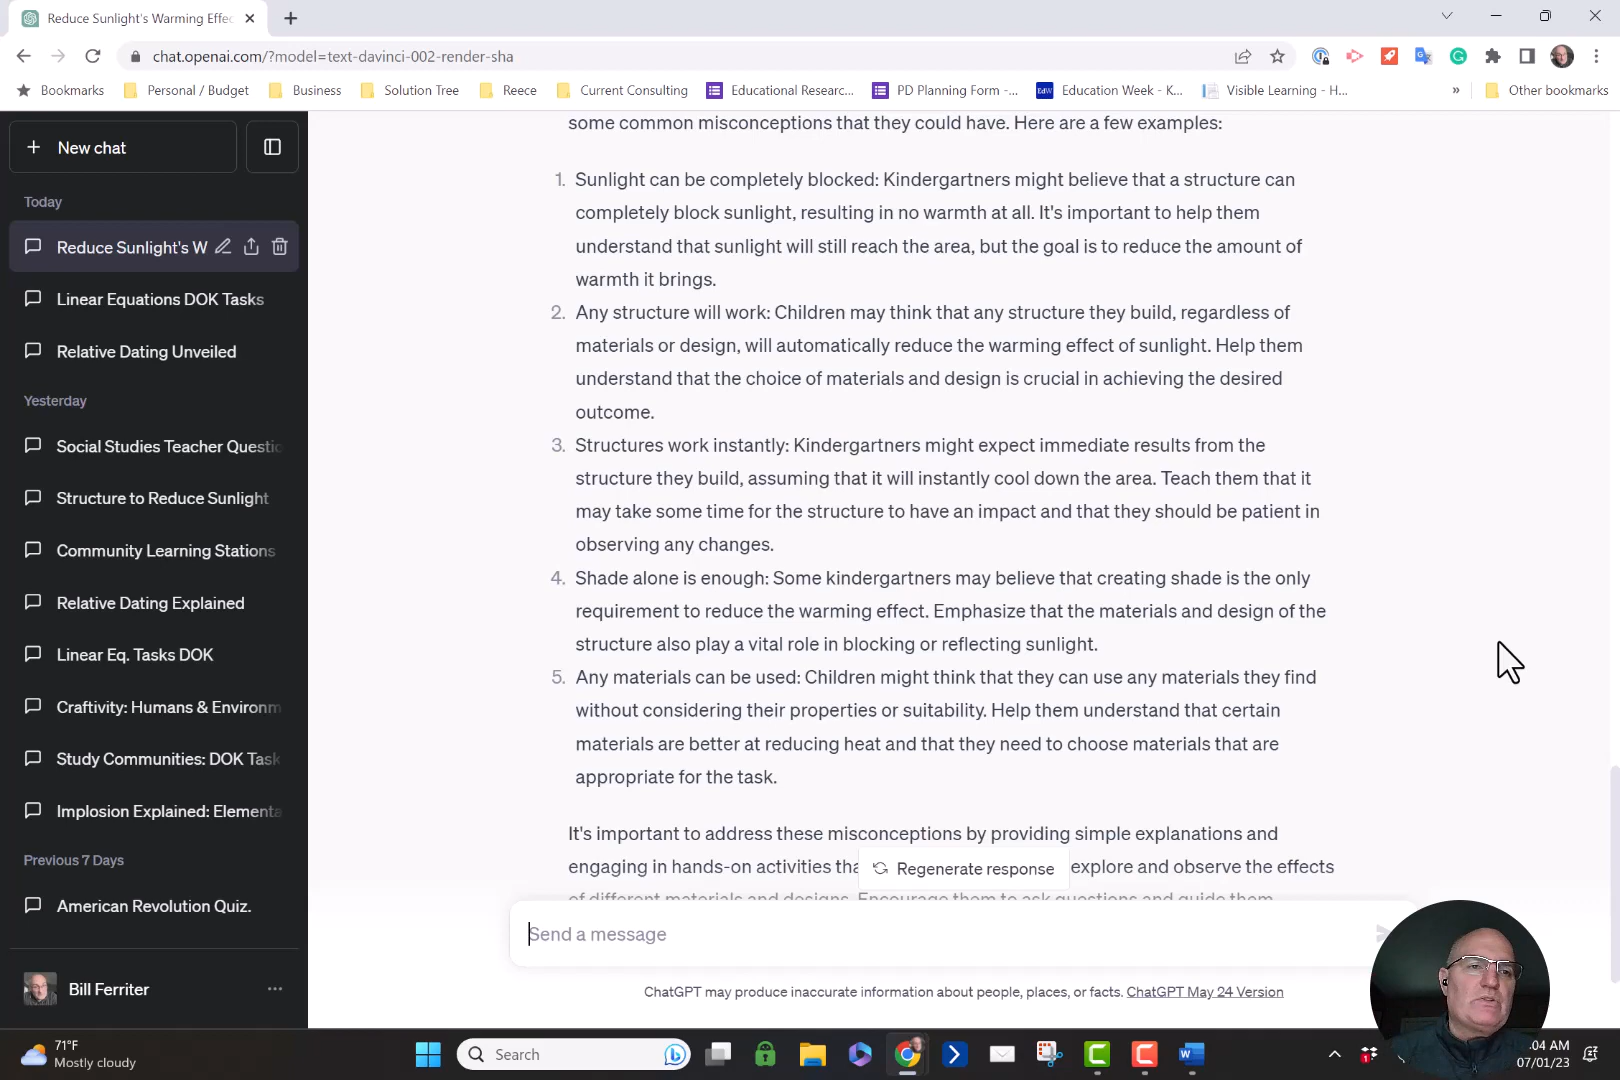 Reduce Sunlight's Warming Effec
chat.openai.com/?model=text-davinci-002-render-sha
Bookmarks
Personal / Budget
Business
Solution Tree
Reece
Current Consulting
Educational Researc...
PD Planning Form -...
EdW
Education Week - K...
Visible Learning - H...
»
Other bookmarks
New chat
Today
Reduce Sunlight's W
Linear Equations DOK Tasks
Relative Dating Unveiled
Yesterday
Social Studies Teacher Questio
Structure to Reduce Sunlight
Community Learning Stations
Relative Dating Explained
Linear Eq. Tasks DOK
Craftivity: Humans & Environm
Study Communities: DOK Task
Implosion Explained: Elementa
Previous 7 Days
American Revolution Quiz.
Bill Ferriter
some common misconceptions that they could have. Here are a few examples:
1. Sunlight can be completely blocked: Kindergartners might believe that a structure can
completely block sunlight, resulting in no warmth at all. It's important to help them
understand that sunlight will still reach the area, but the goal is to reduce the amount of
warmth it brings.
2. Any structure will work: Children may think that any structure they build, regardless of
materials or design, will automatically reduce the warming effect of sunlight. Help them
understand that the choice of materials and design is crucial in achieving the desired
outcome.
3. Structures work instantly: Kindergartners might expect immediate results from the
structure they build, assuming that it will instantly cool down the area. Teach them that it
may take some time for the structure to have an impact and that they should be patient in
observing any changes.
4. Shade alone is enough: Some kindergartners may believe that creating shade is the only
requirement to reduce the warming effect. Emphasize that the materials and design of the
structure also play a vital role in blocking or reflecting sunlight.
5. Any materials can be used: Children might think that they can use any materials they find
without considering their properties or suitability. Help them understand that certain
materials are better at reducing heat and that they need to choose materials that are
appropriate for the task.
It's important to address these misconceptions by providing simple explanations and
engaging in hands-on activities tha
Regenerate response
explore and observe the effects
of different materials and designs. Encourage them to ask questions and guide them
Send a message
ChatGPT may produce inaccurate information about people, places, or facts. ChatGPT May 24 Version
71°F
Mostly cloudy
Search
1
:04 AM
07/01/23